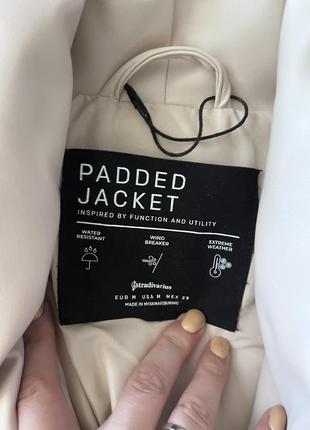 PADDED
JACKET
INSPIRED BY FUNCTION AND UTILITY
WATER
RESISTANT
WIND
BREAKER
EXTREME
WEATHER
stradivarius
EUR M USA M MEX 28
MADE IN MYANMAR(BURMA)